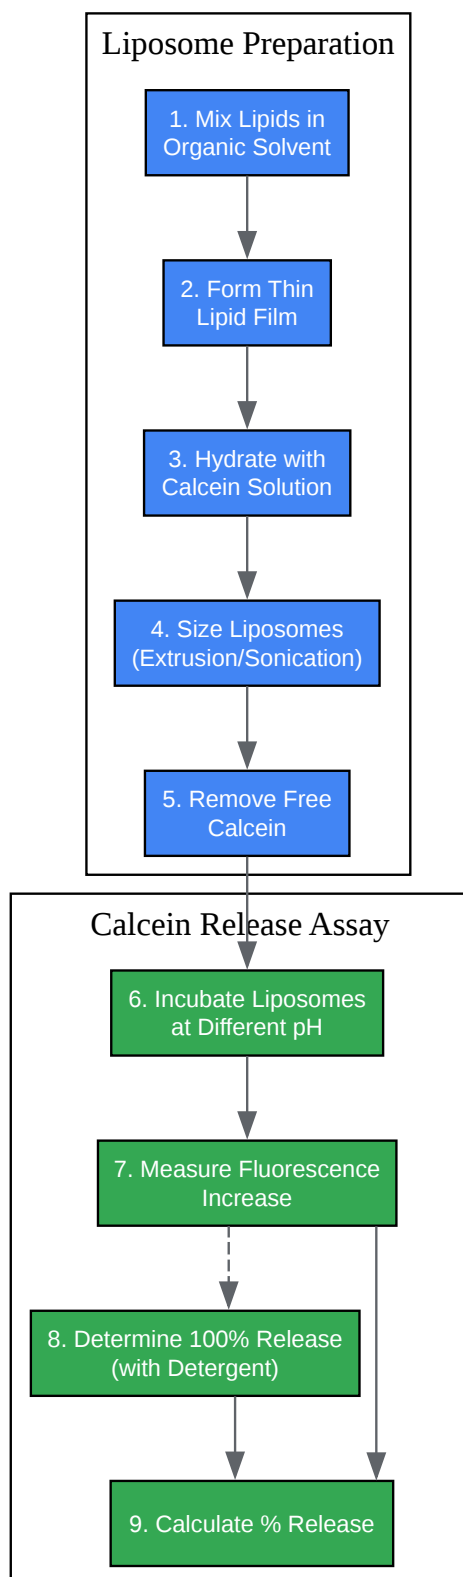 Liposome Preparation
1. Mix Lipids in
Organic Solvent
2. Form Thin
Lipid Film
3. Hydrate with
Calcein Solution
4. Size Liposomes
(Extrusion/Sonication)
5. Remove Free
Calcein
Calcein Release Assay
6. Incubate Liposomes
at Different pH
7. Measure Fluorescence
Increase
8. Determine 100% Release
(with Detergent)
9. Calculate % Release